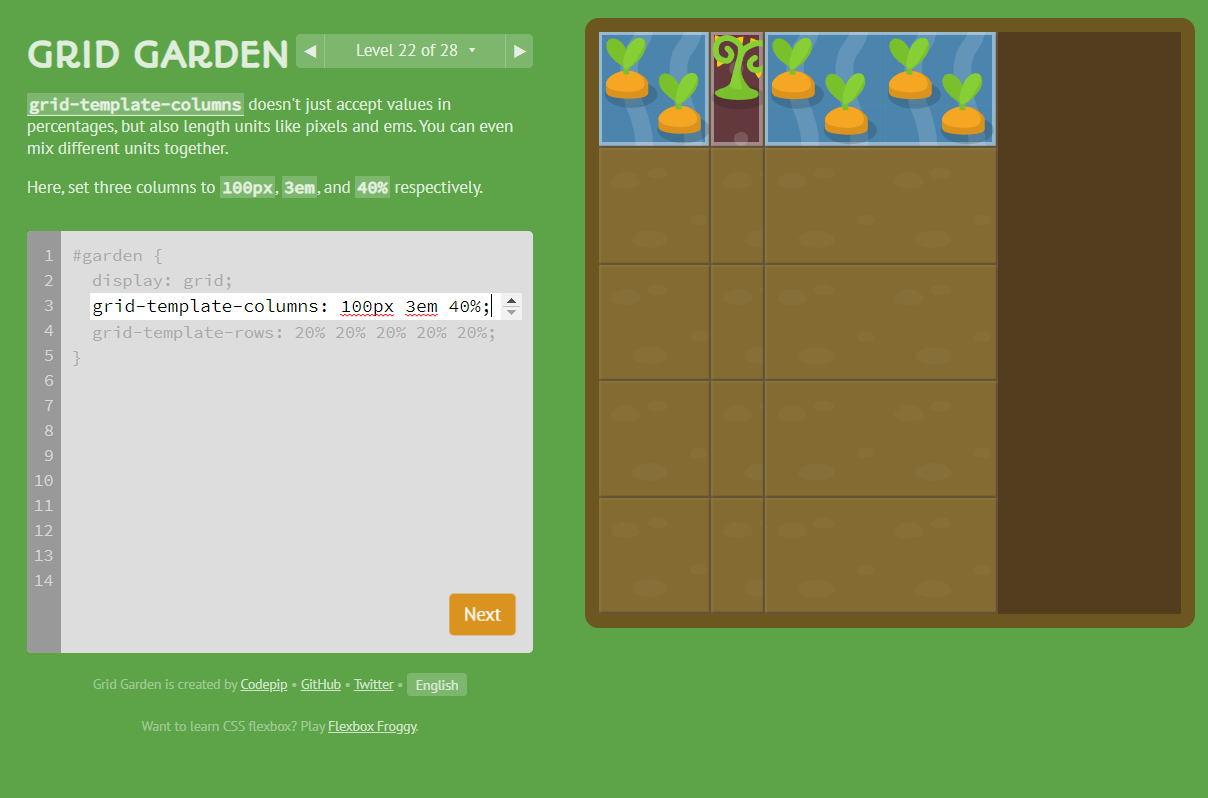 GRID GARDEN
◀ Level 22 of 28 ▾ ▶
grid-template-columns doesn't just accept values in
percentages, but also length units like pixels and ems. You can even
mix different units together.
Here, set three columns to 100px, 3em, and 40% respectively.
1 #garden {
2 display: grid;
3 grid-template-columns: 100px 3em 40%;
4 grid-template-rows: 20% 20% 20% 20% 20%;
5 }
6
7
8
9
10
11
12
13
14
Next
Grid Garden is created by Codepip • GitHub • Twitter • English
Want to learn CSS flexbox? Play Flexbox Froggy.